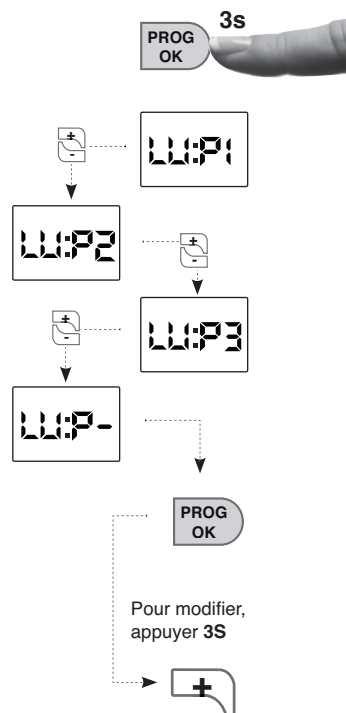 3s
PROG
OK
+
-
LU:P1
LU:P2
+
-
+
-
LU:P3
LU:P-
PROG
OK
Pour modifier,
appuyer 3S
+